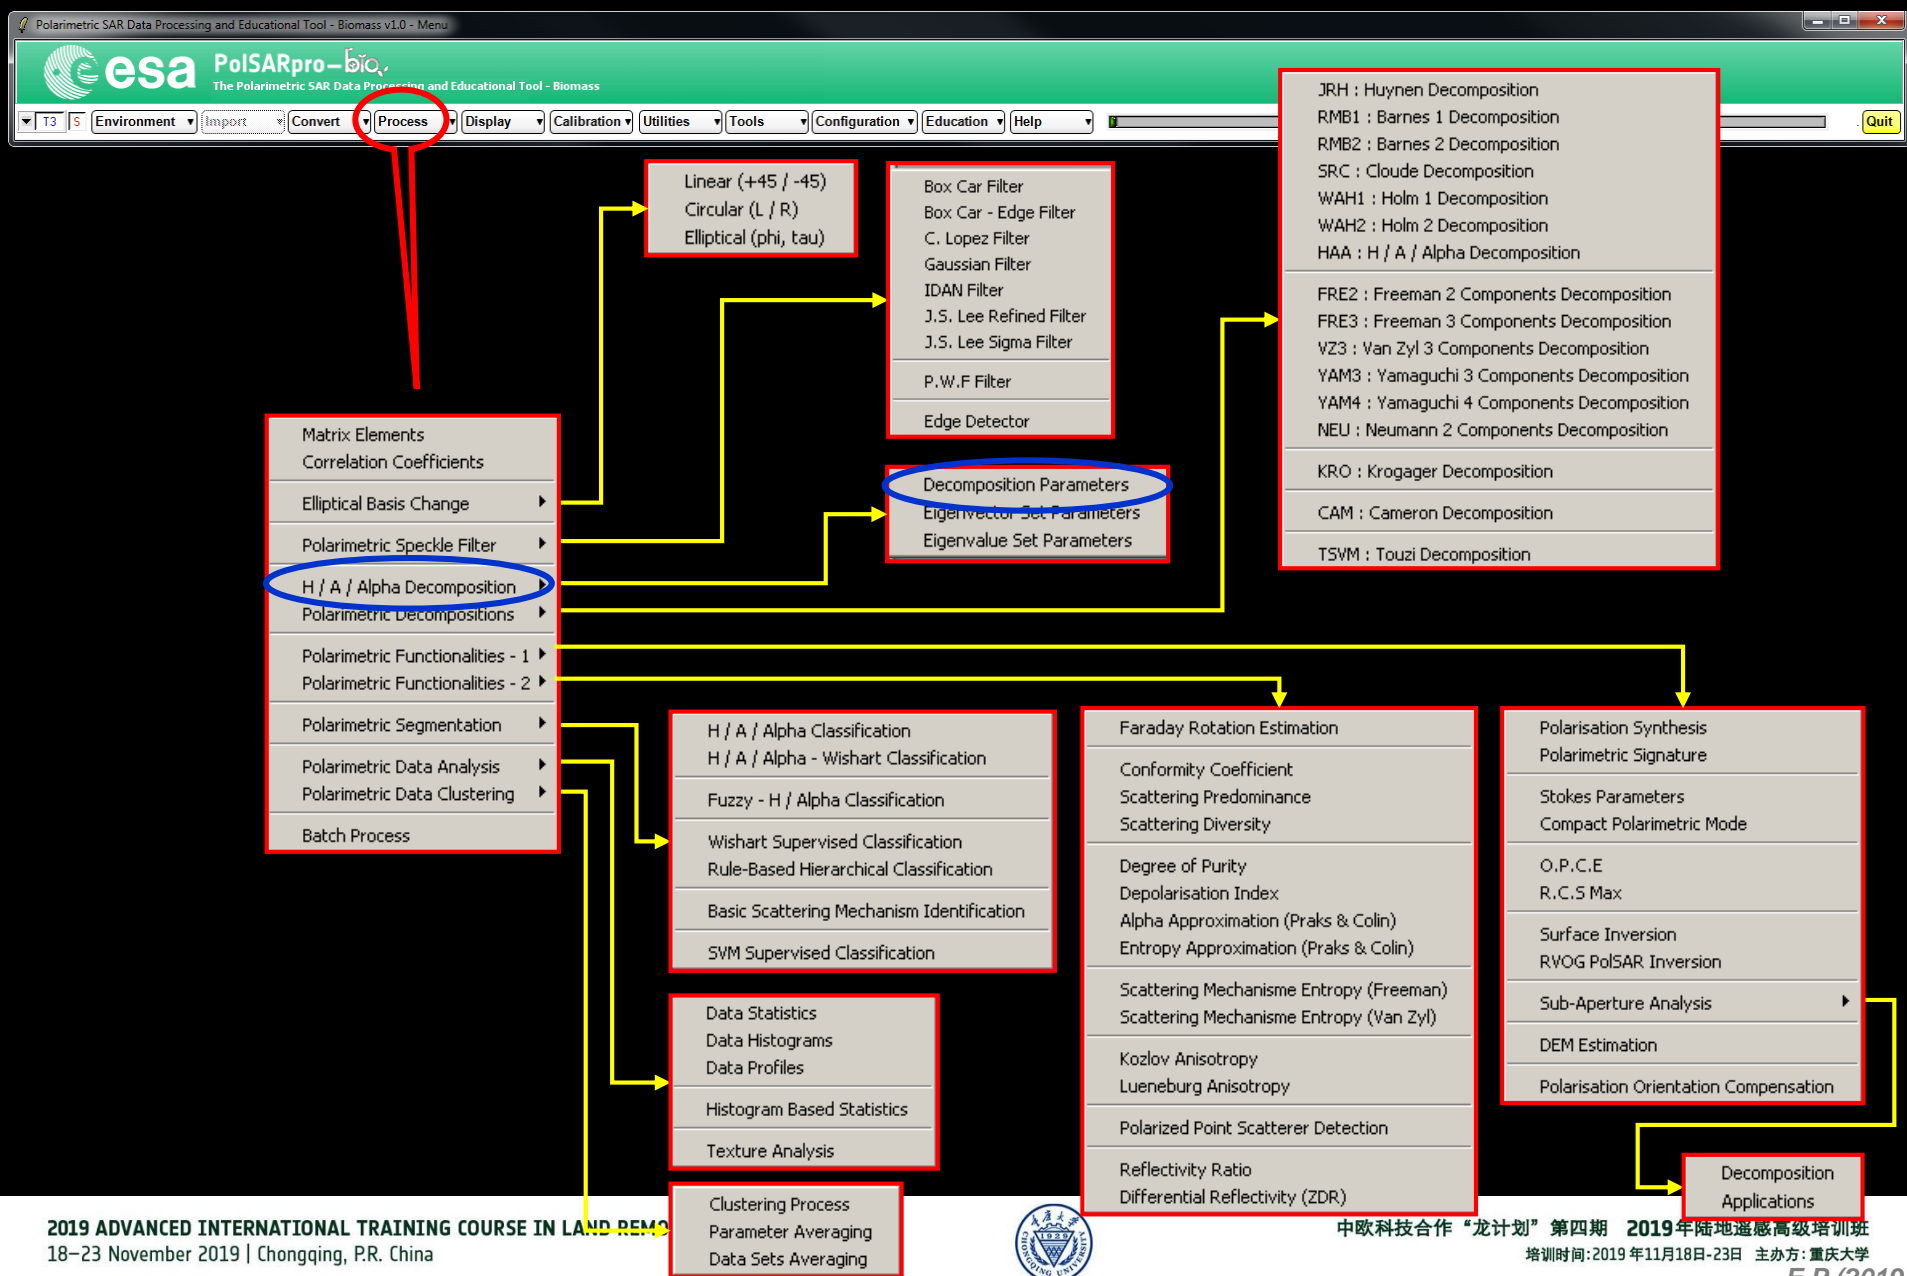 Polarimetric SAR Data Processing and Educational Tool - Biomass v1.0 - Menu
esa
PolSARpro-bio
The Polarimetric SAR Data Processing and Educational Tool - Biomass
T3 S Environment Import Convert Process Display Calibration Utilities Tools Configuration Education Help Quit
Linear (+45 / -45)
Circular (L / R)
Elliptical (phi, tau)
Box Car Filter
Box Car - Edge Filter
C. Lopez Filter
Gaussian Filter
IDAN Filter
J.S. Lee Refined Filter
J.S. Lee Sigma Filter
P.W.F Filter
Edge Detector
JRH : Huynen Decomposition
RMB1 : Barnes 1 Decomposition
RMB2 : Barnes 2 Decomposition
SRC : Cloude Decomposition
WAH1 : Holm 1 Decomposition
WAH2 : Holm 2 Decomposition
HAA : H / A / Alpha Decomposition
FRE2 : Freeman 2 Components Decomposition
FRE3 : Freeman 3 Components Decomposition
VZ3 : Van Zyl 3 Components Decomposition
YAM3 : Yamaguchi 3 Components Decomposition
YAM4 : Yamaguchi 4 Components Decomposition
NEU : Neumann 2 Components Decomposition
KRO : Krogager Decomposition
CAM : Cameron Decomposition
TSVM : Touzi Decomposition
Matrix Elements
Correlation Coefficients
Elliptical Basis Change
Polarimetric Speckle Filter
H / A / Alpha Decomposition
Polarimetric Decompositions
Polarimetric Functionalities - 1
Polarimetric Functionalities - 2
Polarimetric Segmentation
Polarimetric Data Analysis
Polarimetric Data Clustering
Batch Process
Decomposition Parameters
Eigenvector Set Parameters
Eigenvalue Set Parameters
H / A / Alpha Classification
H / A / Alpha - Wishart Classification
Fuzzy - H / Alpha Classification
Wishart Supervised Classification
Rule-Based Hierarchical Classification
Basic Scattering Mechanism Identification
SVM Supervised Classification
Data Statistics
Data Histograms
Data Profiles
Histogram Based Statistics
Texture Analysis
Clustering Process
Parameter Averaging
Data Sets Averaging
Faraday Rotation Estimation
Conformity Coefficient
Scattering Predominance
Scattering Diversity
Degree of Purity
Depolarisation Index
Alpha Approximation (Praks & Colin)
Entropy Approximation (Praks & Colin)
Scattering Mechanisme Entropy (Freeman)
Scattering Mechanisme Entropy (Van Zyl)
Kozlov Anisotropy
Lueneburg Anisotropy
Polarized Point Scatterer Detection
Reflectivity Ratio
Differential Reflectivity (ZDR)
Polarisation Synthesis
Polarimetric Signature
Stokes Parameters
Compact Polarimetric Mode
O.P.C.E
R.C.S Max
Surface Inversion
RVOG PolSAR Inversion
Sub-Aperture Analysis
DEM Estimation
Polarisation Orientation Compensation
Decomposition
Applications
2019 ADVANCED INTERNATIONAL TRAINING COURSE IN LAND REMO
18–23 November 2019 | Chongqing, P.R. China
1929
中欧科技合作“龙计划”第四期 2019年陆地遥感高级培训班
培训时间:2019年11月18日-23日 主办方:重庆大学